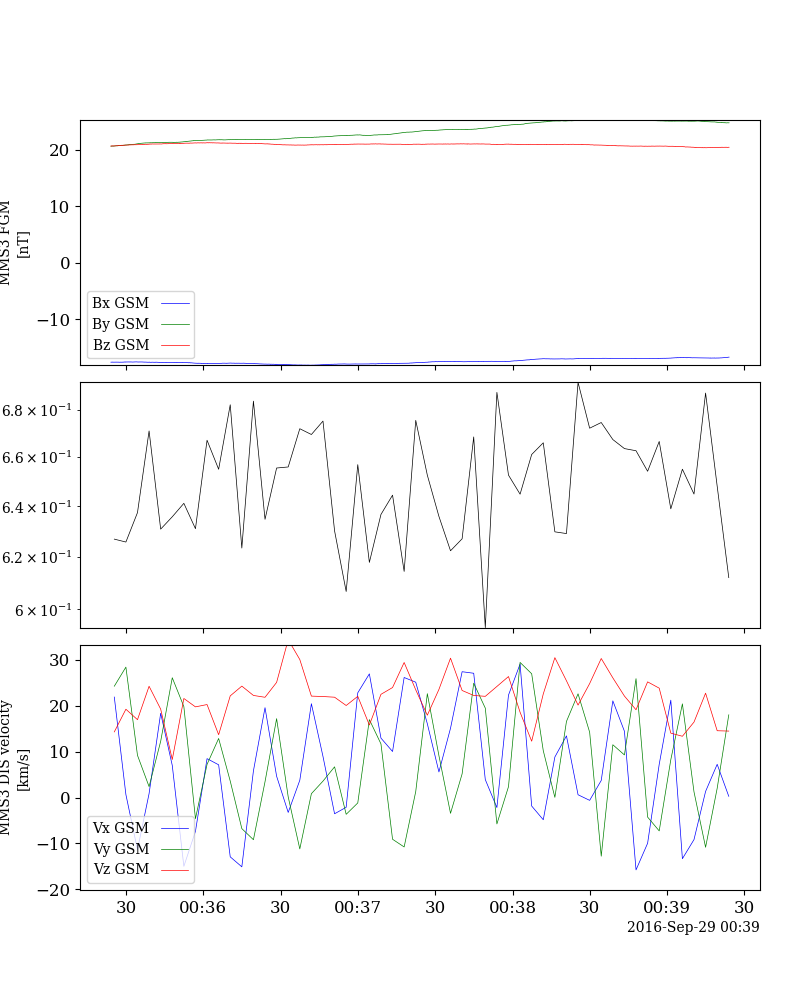 20
10
0
−10
MMS3 FGM
[nT]
Bx GSM
By GSM
Bz GSM
6.8 × 10⁻¹
6.6 × 10⁻¹
6.4 × 10⁻¹
6.2 × 10⁻¹
6 × 10⁻¹
30
20
10
0
−10
−20
MMS3 DIS velocity
[km/s]
Vx GSM
Vy GSM
Vz GSM
30 00:36 30 00:37 30 00:38 30 00:39 30
2016-Sep-29 00:39